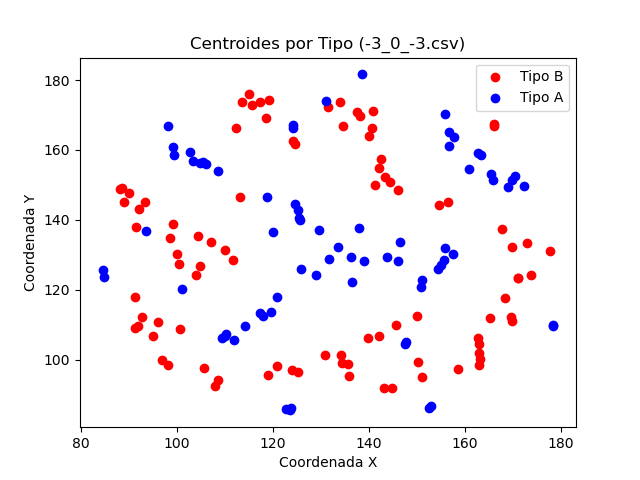 Centroides por Tipo (-3_0_-3.csv)
Tipo B
Tipo A
Coordenada Y
180
160
140
120
100
80
100
120
140
160
180
Coordenada X